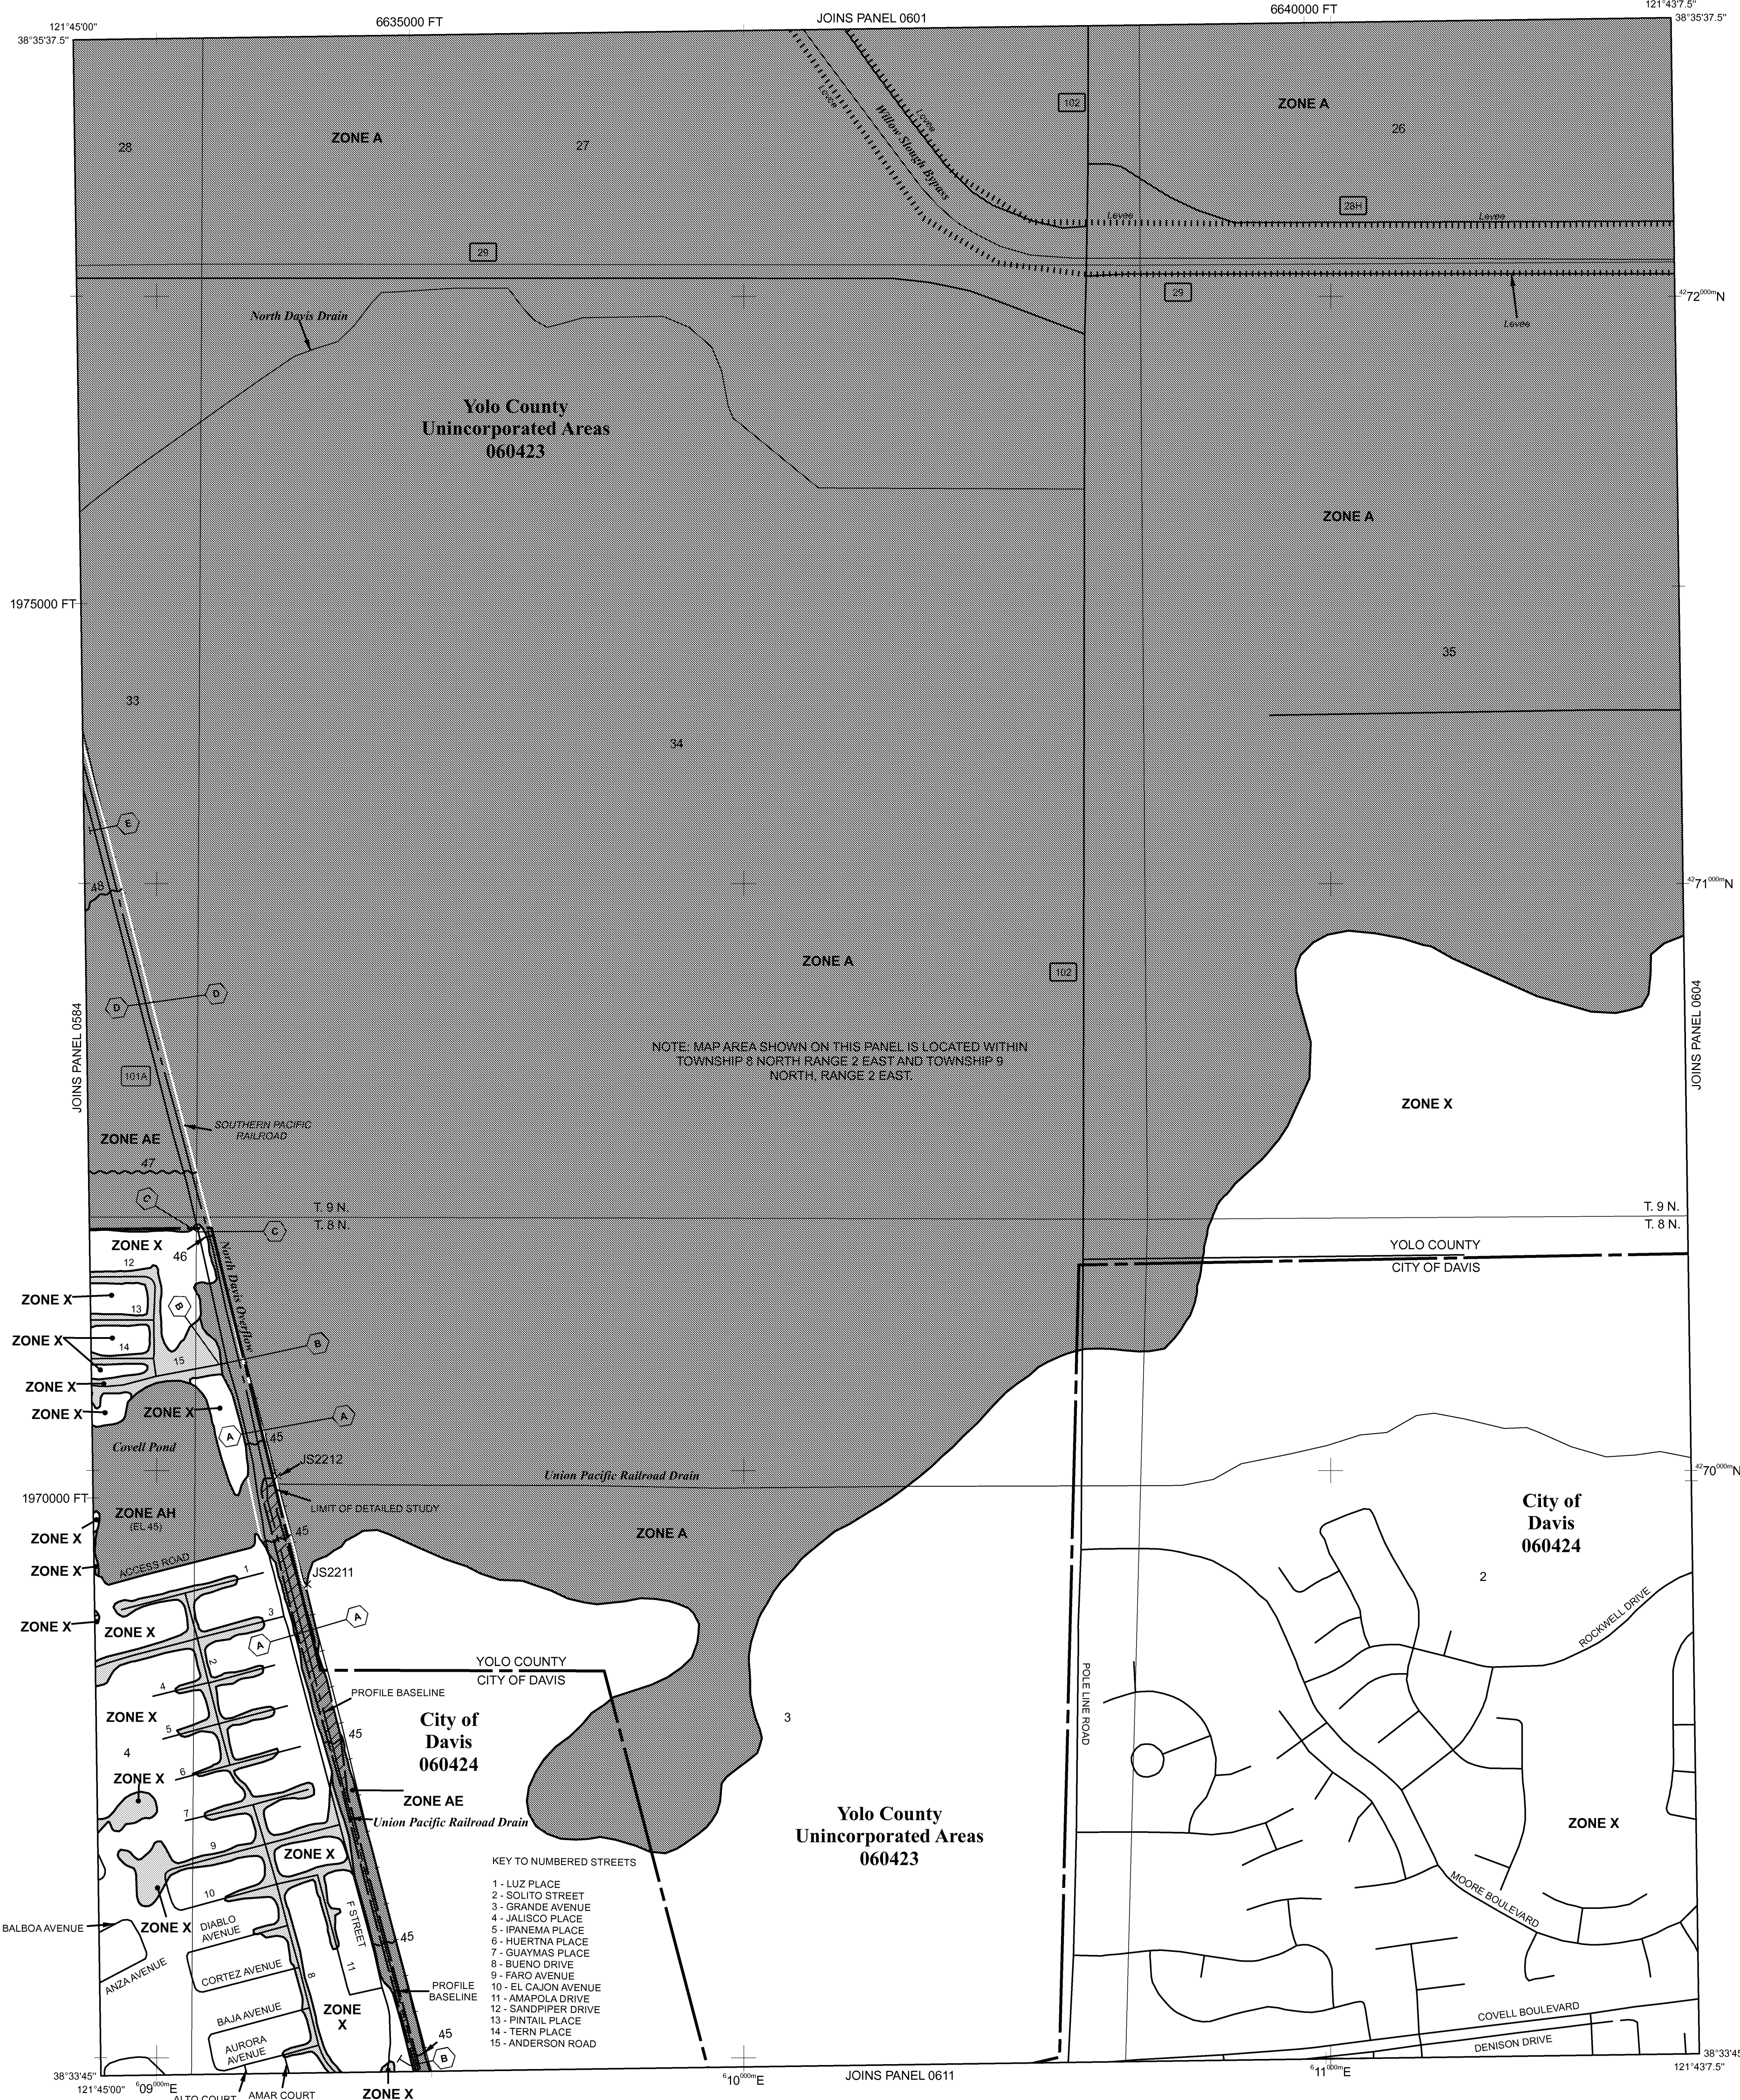 121°45'00"
6635000 FT
JOINS PANEL 0601
6640000 FT
121°43'7.5"
38°35'37.5"
38°35'37.5"
28
ZONE A
27
Levee
Levee
Willow Slough Bypass
102
ZONE A
26
28H
Levee
Levee
29
29
Levee
4272000mN
North Davis Drain
Yolo County
Unincorporated Areas
060423
ZONE A
1975000 FT
35
33
34
E
48
4271000mN
ZONE A
102
D
D
JOINS PANEL 0584
JOINS PANEL 0604
NOTE: MAP AREA SHOWN ON THIS PANEL IS LOCATED WITHIN
TOWNSHIP 8 NORTH RANGE 2 EAST AND TOWNSHIP 9
NORTH, RANGE 2 EAST.
101A
ZONE X
SOUTHERN PACIFIC
RAILROAD
ZONE AE
47
C
C
T. 9 N.
T. 8 N.
T. 9 N.
T. 8 N.
ZONE X
46
YOLO COUNTY
CITY OF DAVIS
North Davis Overflow
12
ZONE X
13
B
ZONE X
14
15
B
ZONE X
ZONE X
ZONE X
A
A
45
Covell Pond
JS2212
Union Pacific Railroad Drain
4270000mN
1970000 FT
LIMIT OF DETAILED STUDY
ZONE AH
(EL 45)
City of
Davis
060424
ZONE X
45
ZONE A
ACCESS ROAD
ZONE X
1
JS2211
2
ZONE X
ZONE X
3
A
A
ROCKWELL DRIVE
2
YOLO COUNTY
CITY OF DAVIS
4
PROFILE BASELINE
POLE LINE ROAD
ZONE X
5
City of
Davis
060424
45
3
4
ZONE X
6
ZONE AE
7
Union Pacific Railroad Drain
Yolo County
Unincorporated Areas
060423
ZONE X
9
ZONE X
KEY TO NUMBERED STREETS
1 - LUZ PLACE
2 - SOLITO STREET
3 - GRANDE AVENUE
4 - JALISCO PLACE
5 - IPANEMA PLACE
6 - HUERTNA PLACE
7 - GUAYMAS PLACE
8 - BUENO DRIVE
9 - FARO AVENUE
10 - EL CAJON AVENUE
11 - AMAPOLA DRIVE
12 - SANDPIPER DRIVE
13 - PINTAIL PLACE
14 - TERN PLACE
15 - ANDERSON ROAD
10
MOORE BOULEVARD
BALBOA AVENUE
ZONE X
DIABLO
AVENUE
F STREET
45
ANZA AVENUE
CORTEZ AVENUE
8
11
PROFILE
BASELINE
BAJA AVENUE
ZONE
X
COVELL BOULEVARD
DENISON DRIVE
AURORA
AVENUE
45
B
38°33'45"
38°33'45"
121°45'00"
609000mE
ALTO COURT
AMAR COURT
ZONE X
610000mE
JOINS PANEL 0611
611000mE
121°43'7.5"